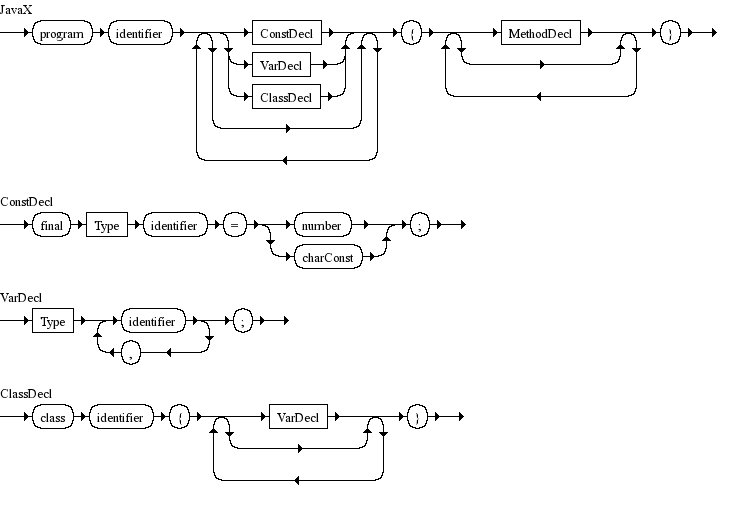 JavaX
program identifier ConstDecl { MethodDecl }
VarDecl
ClassDecl
ConstDecl
final Type identifier = number ;
charConst
VarDecl
Type identifier ;
,
ClassDecl
class identifier { VarDecl }